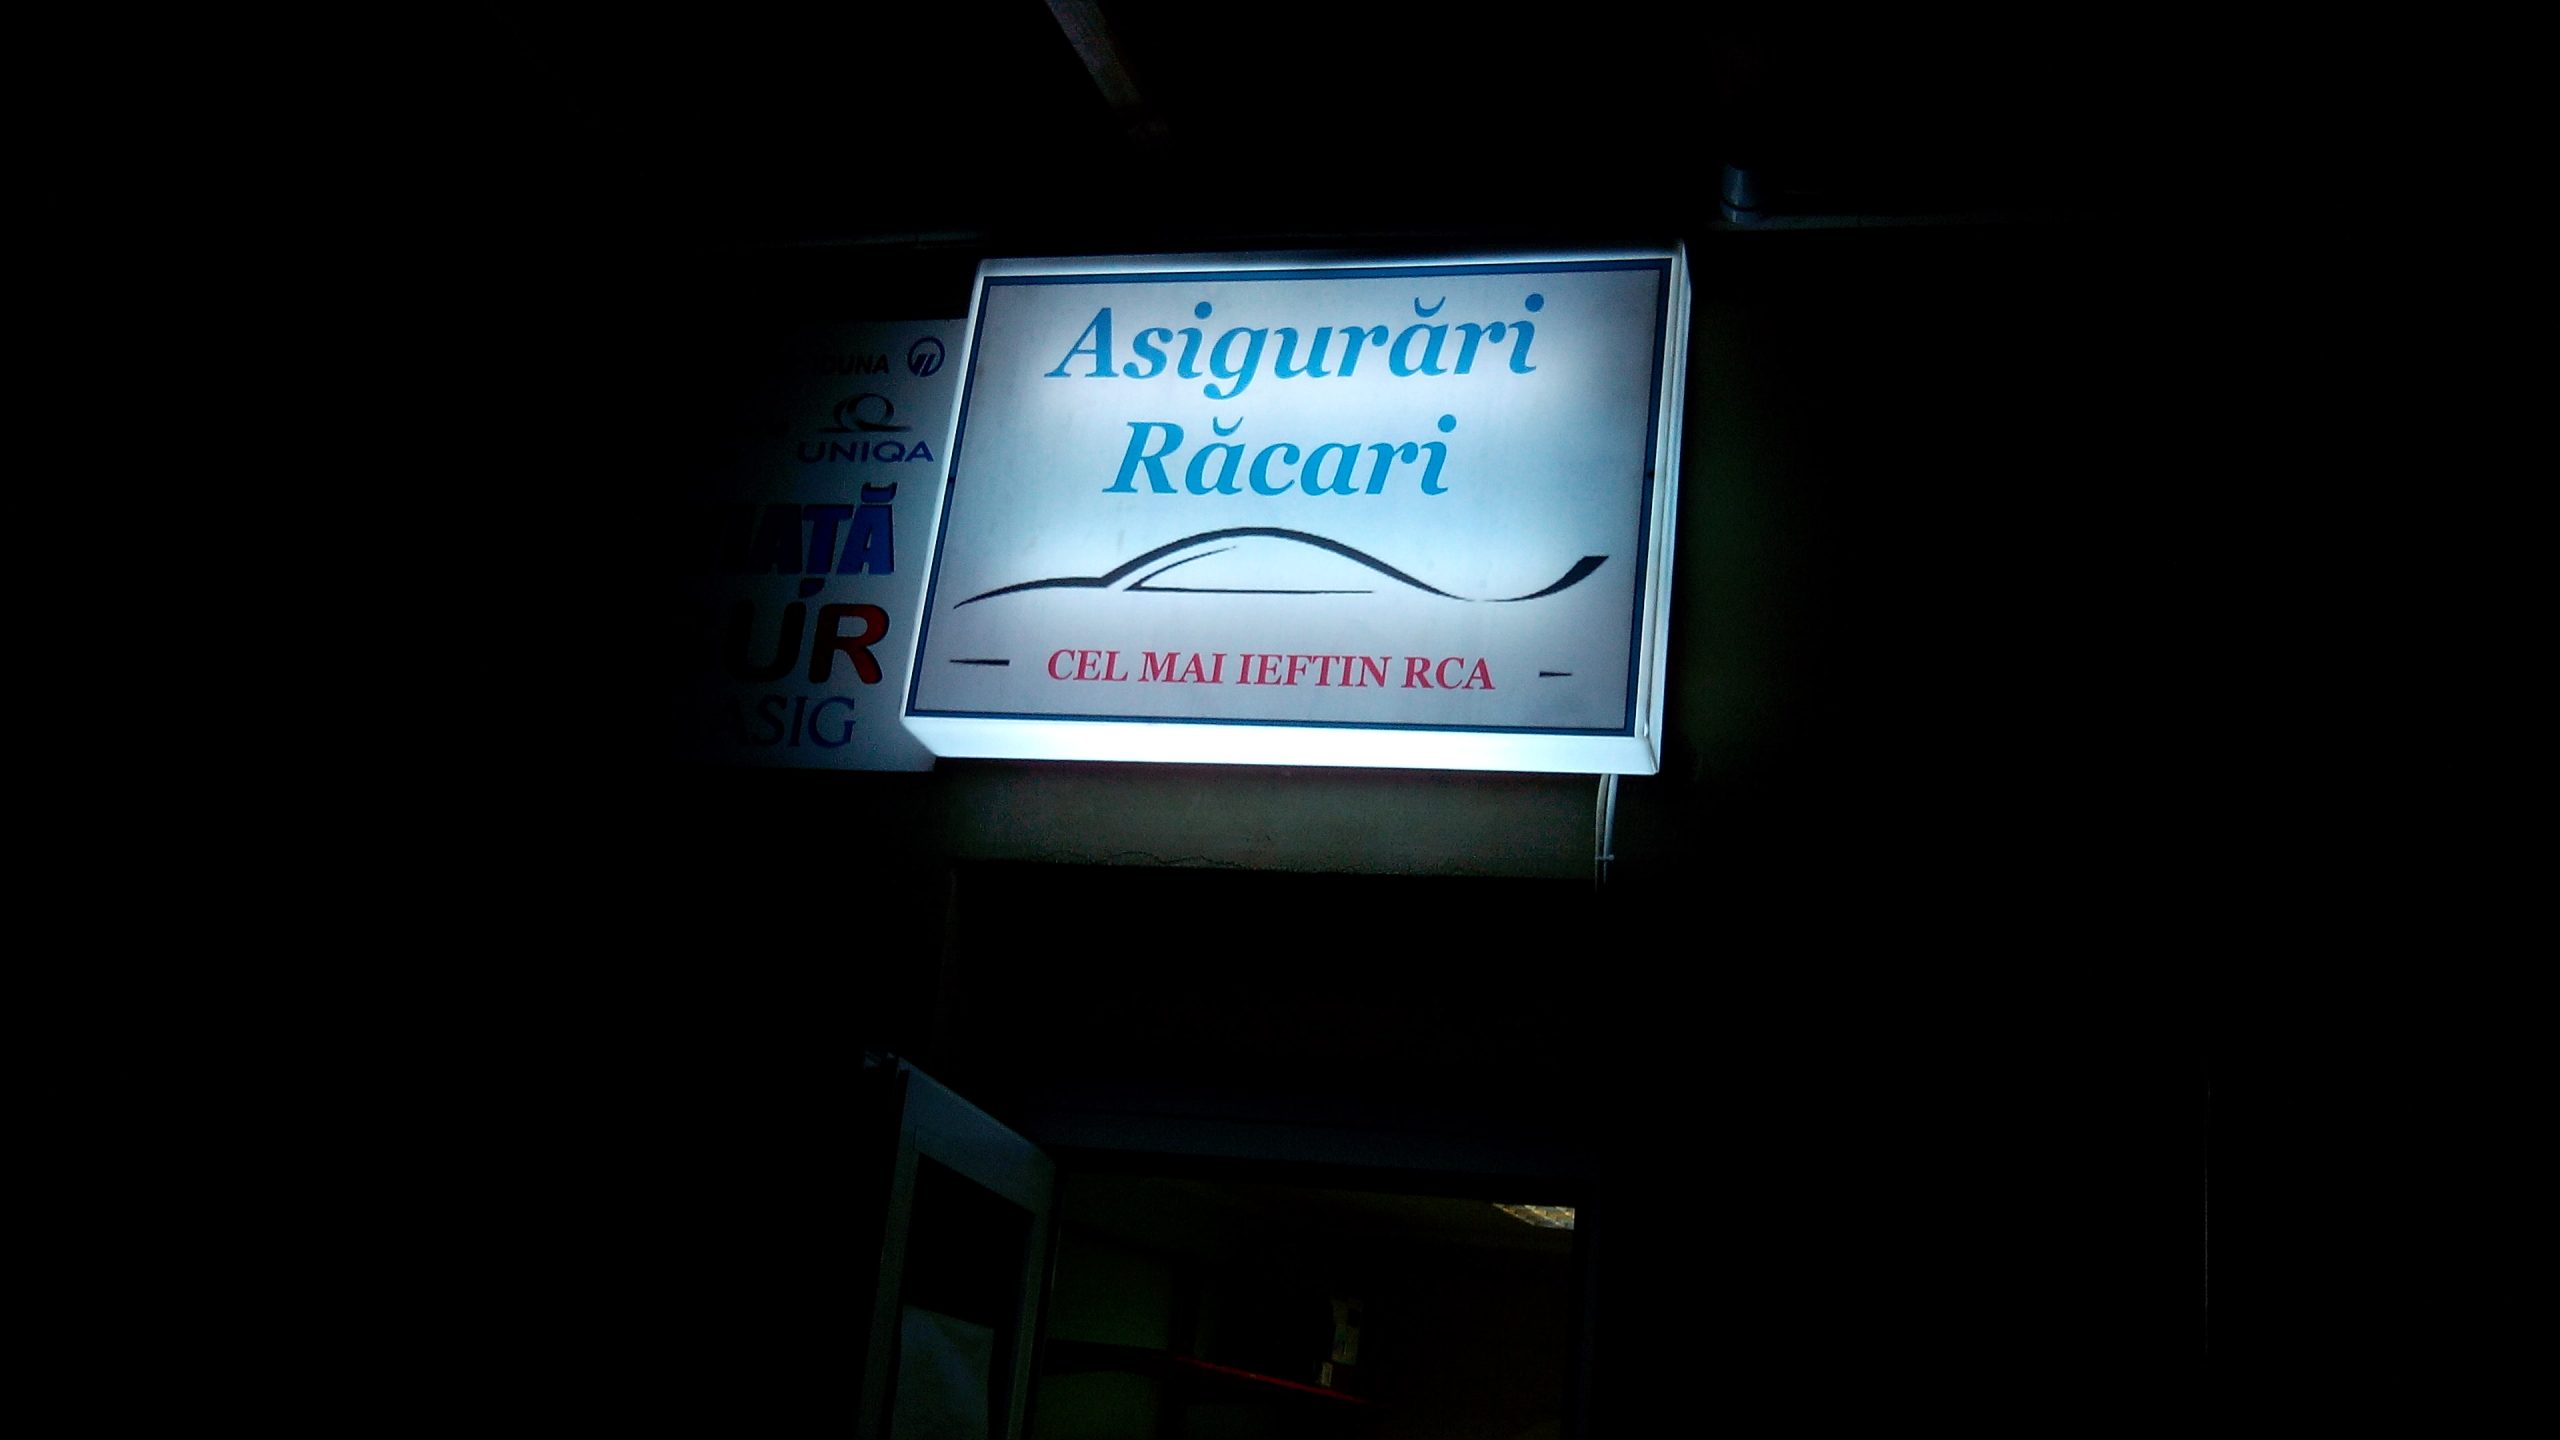 Asigurări
Răcari
CEL MAI IEFTIN RCA
UNIQA